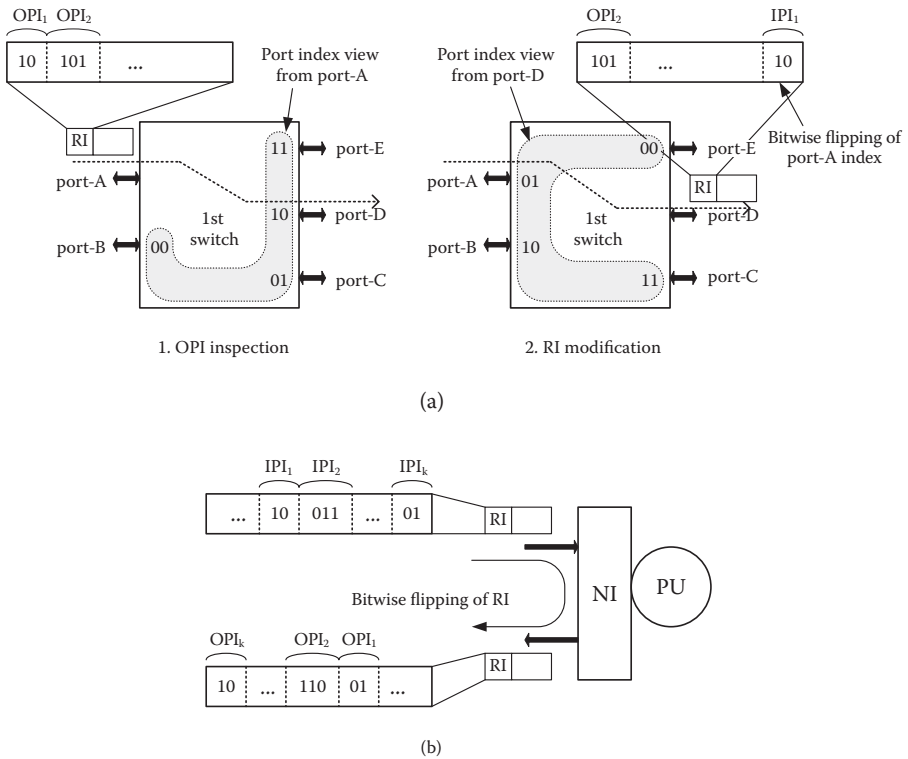 OPI₁ OPI₂
10 101 ...
RI
Port index view
from port-A
11
port-E
port-A
10
port-D
1st
switch
port-B
00
01
port-C
1. OPI inspection
OPI₂ IPI₁
101 ... 10
Port index view
from port-D
Bitwise flipping of
port-A index
00
port-E
RI
port-A
01
port-D
1st
switch
port-B
10
11
port-C
2. RI modification
(a)
IPI₁ IPI₂ IPIₖ
... 10 011 ... 01
RI
Bitwise flipping of RI
NI
PU
OPIₖ OPI₂ OPI₁
10 ... 110 01 ...
RI
(b)